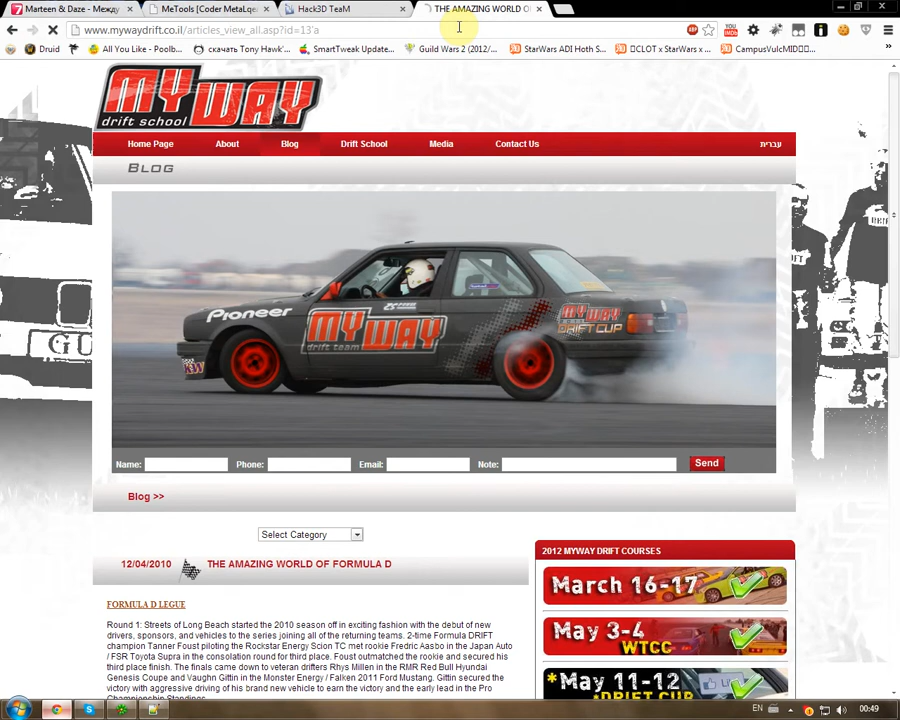 Marteen & Daze - Между
MeTools [Coder MetaLqe
Hack3D TeaM
THE AMAZING WORLD O
www.mywaydrift.co.il/articles_view_all.asp?id=13'a
Druid
All You Like - Poolb...
скачать Tony Hawk'...
SmartTweak Update...
Guild Wars 2 (2012/...
StarWars ADI Hoth S...
CLOT x StarWars x ...
CampusVulcMID...
MY WAY
drift school
Home Page
About
Blog
Drift School
Media
Contact Us
עברית
BLOG
Pioneer
MY WAY
drift team
MY WAY
DRIFT CUP
KW
Name:
Phone:
Email:
Note:
Send
Blog >>
Select Category
12/04/2010
THE AMAZING WORLD OF FORMULA D
2012 MYWAY DRIFT COURSES
March 16-17
May 3-4
WTCC
*May 11-12
*DRIFT CUP
Like
FORMULA D LEGUE
Round 1: Streets of Long Beach started the 2010 season off in exciting fashion with the debut of new
drivers, sponsors, and vehicles to the series joining all of the returning teams. 2-time Formula DRIFT
champion Tanner Foust piloting the Rockstar Energy Scion TC met rookie Fredric Aasbo in the Japan Auto
/ FSR Toyota Supra in the consolation round for third place. Foust outmatched the rookie and secured his
third place finish. The finals came down to veteran drifters Rhys Millen in the RMR Red Bull Hyundai
Genesis Coupe and Vaughn Gittin in the Monster Energy / Falken 2011 Ford Mustang. Gittin secured the
victory with aggressive driving of his brand new vehicle to earn the victory and the early lead in the Pro
Championship Standings
EN
00:49